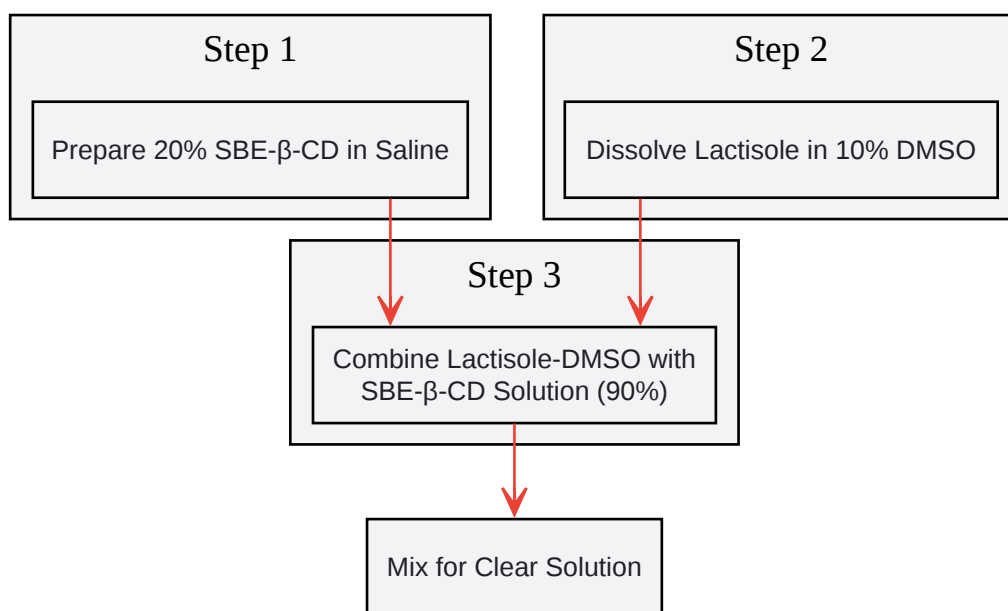 Step 1
Prepare 20% SBE-β-CD in Saline
Step 2
Dissolve Lactisole in 10% DMSO
Step 3
Combine Lactisole-DMSO with
SBE-β-CD Solution (90%)
Mix for Clear Solution